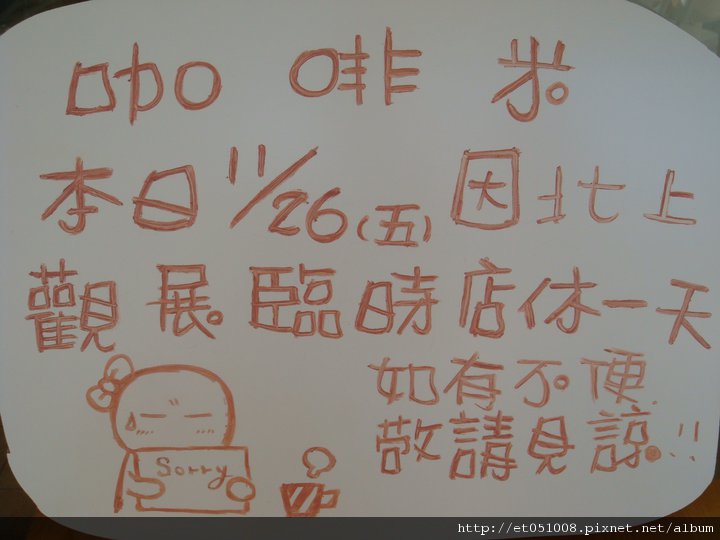 咖啡米
本日 11/26(五) 因北上
觀展臨時店休一天
如有不便
敬請見諒!!
Sorry
http://et051008.pixnet.net/album